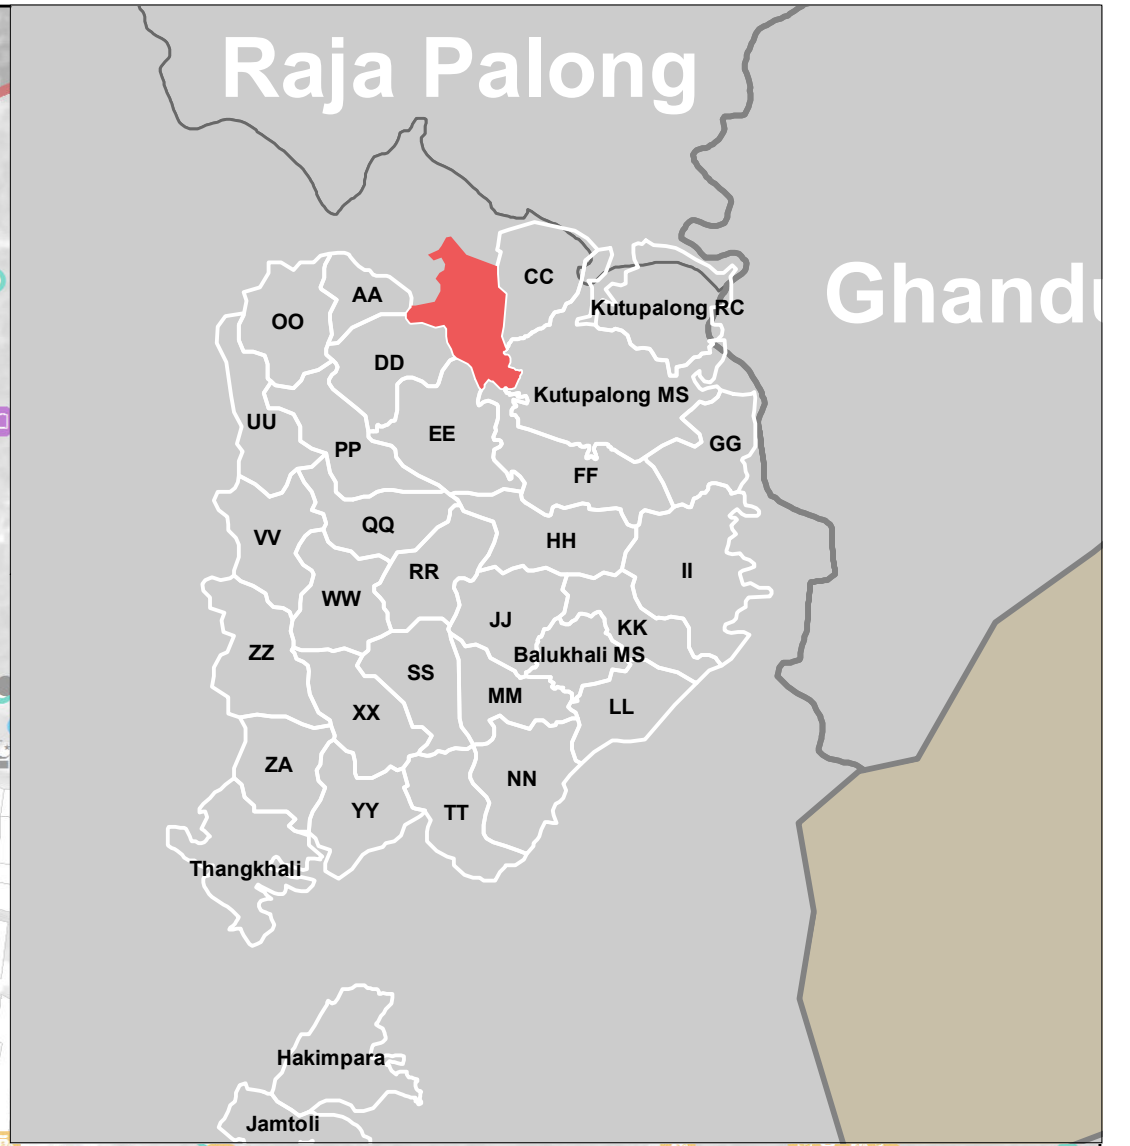 Raja Palong
CC
AA
Ghandu
Kutupalong RC
OO
DD
Kutupalong MS
UU
EE
GG
PP
FF
QQ
VV
HH
RR
II
WW
JJ
KK
ZZ
Balukhali MS
SS
MM
LL
XX
ZA
NN
YY
TT
Thangkhali
Hakimpara
Jamtoli